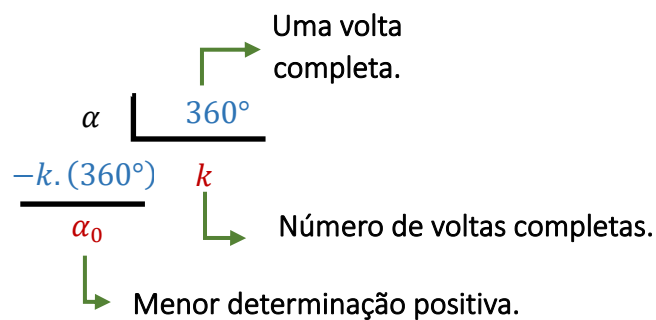 Uma volta
completa.
α 360°
−k. (360°) k
α₀
Número de voltas completas.
Menor determinação positiva.